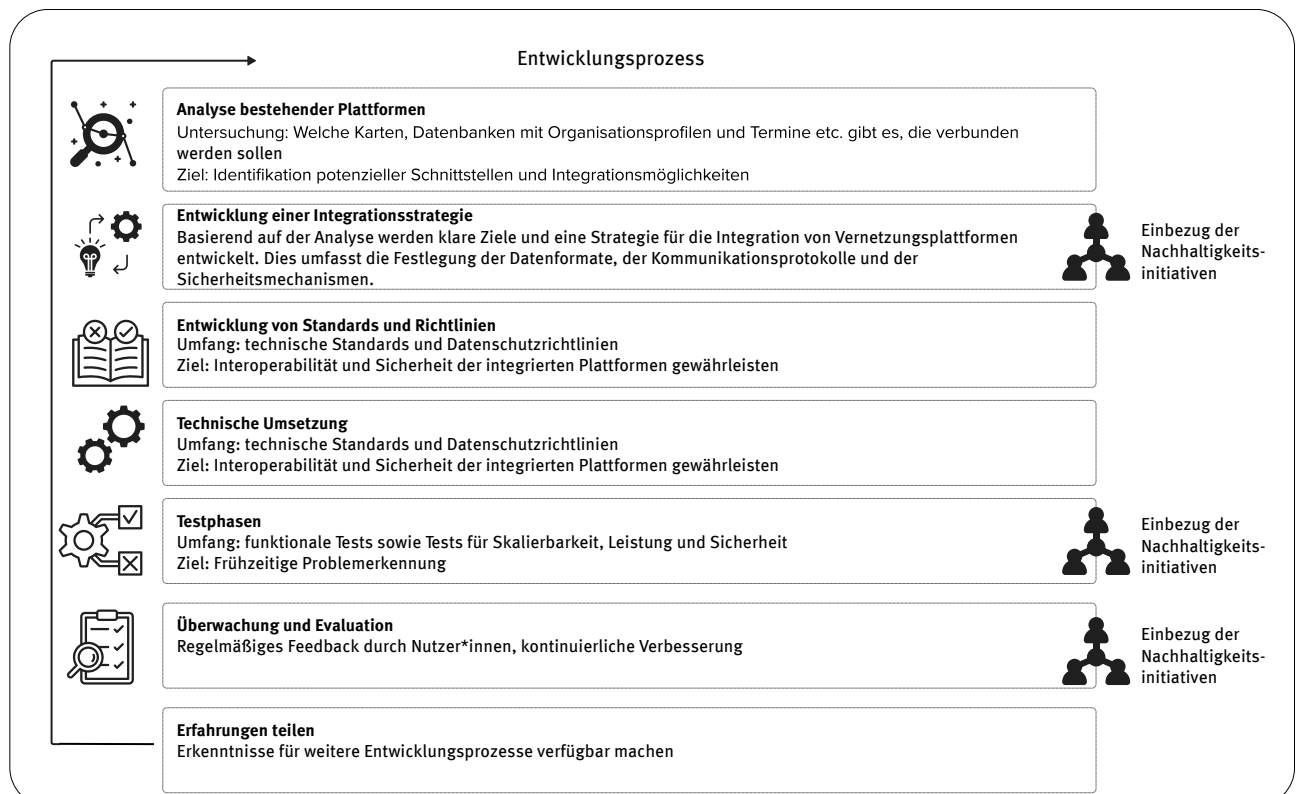 Entwicklungsprozess
Analyse bestehender Plattformen
Untersuchung: Welche Karten, Datenbanken mit Organisationsprofilen und Termine etc. gibt es, die verbunden
werden sollen
Ziel: Identifikation potenzieller Schnittstellen und Integrationsmöglichkeiten
Entwicklung einer Integrationsstrategie
Basierend auf der Analyse werden klare Ziele und eine Strategie für die Integration von Vernetzungsplattformen
entwickelt. Dies umfasst die Festlegung der Datenformate, der Kommunikationsprotokolle und der
Sicherheitsmechanismen.
Einbezug der
Nachhaltigkeits-
initiativen
Entwicklung von Standards und Richtlinien
Umfang: technische Standards und Datenschutzrichtlinien
Ziel: Interoperabilität und Sicherheit der integrierten Plattformen gewährleisten
Technische Umsetzung
Umfang: technische Standards und Datenschutzrichtlinien
Ziel: Interoperabilität und Sicherheit der integrierten Plattformen gewährleisten
Testphasen
Umfang: funktionale Tests sowie Tests für Skalierbarkeit, Leistung und Sicherheit
Ziel: Frühzeitige Problemerkennung
Einbezug der
Nachhaltigkeits-
initiativen
Überwachung und Evaluation
Regelmäßiges Feedback durch Nutzer*innen, kontinuierliche Verbesserung
Einbezug der
Nachhaltigkeits-
initiativen
Erfahrungen teilen
Erkenntnisse für weitere Entwicklungsprozesse verfügbar machen